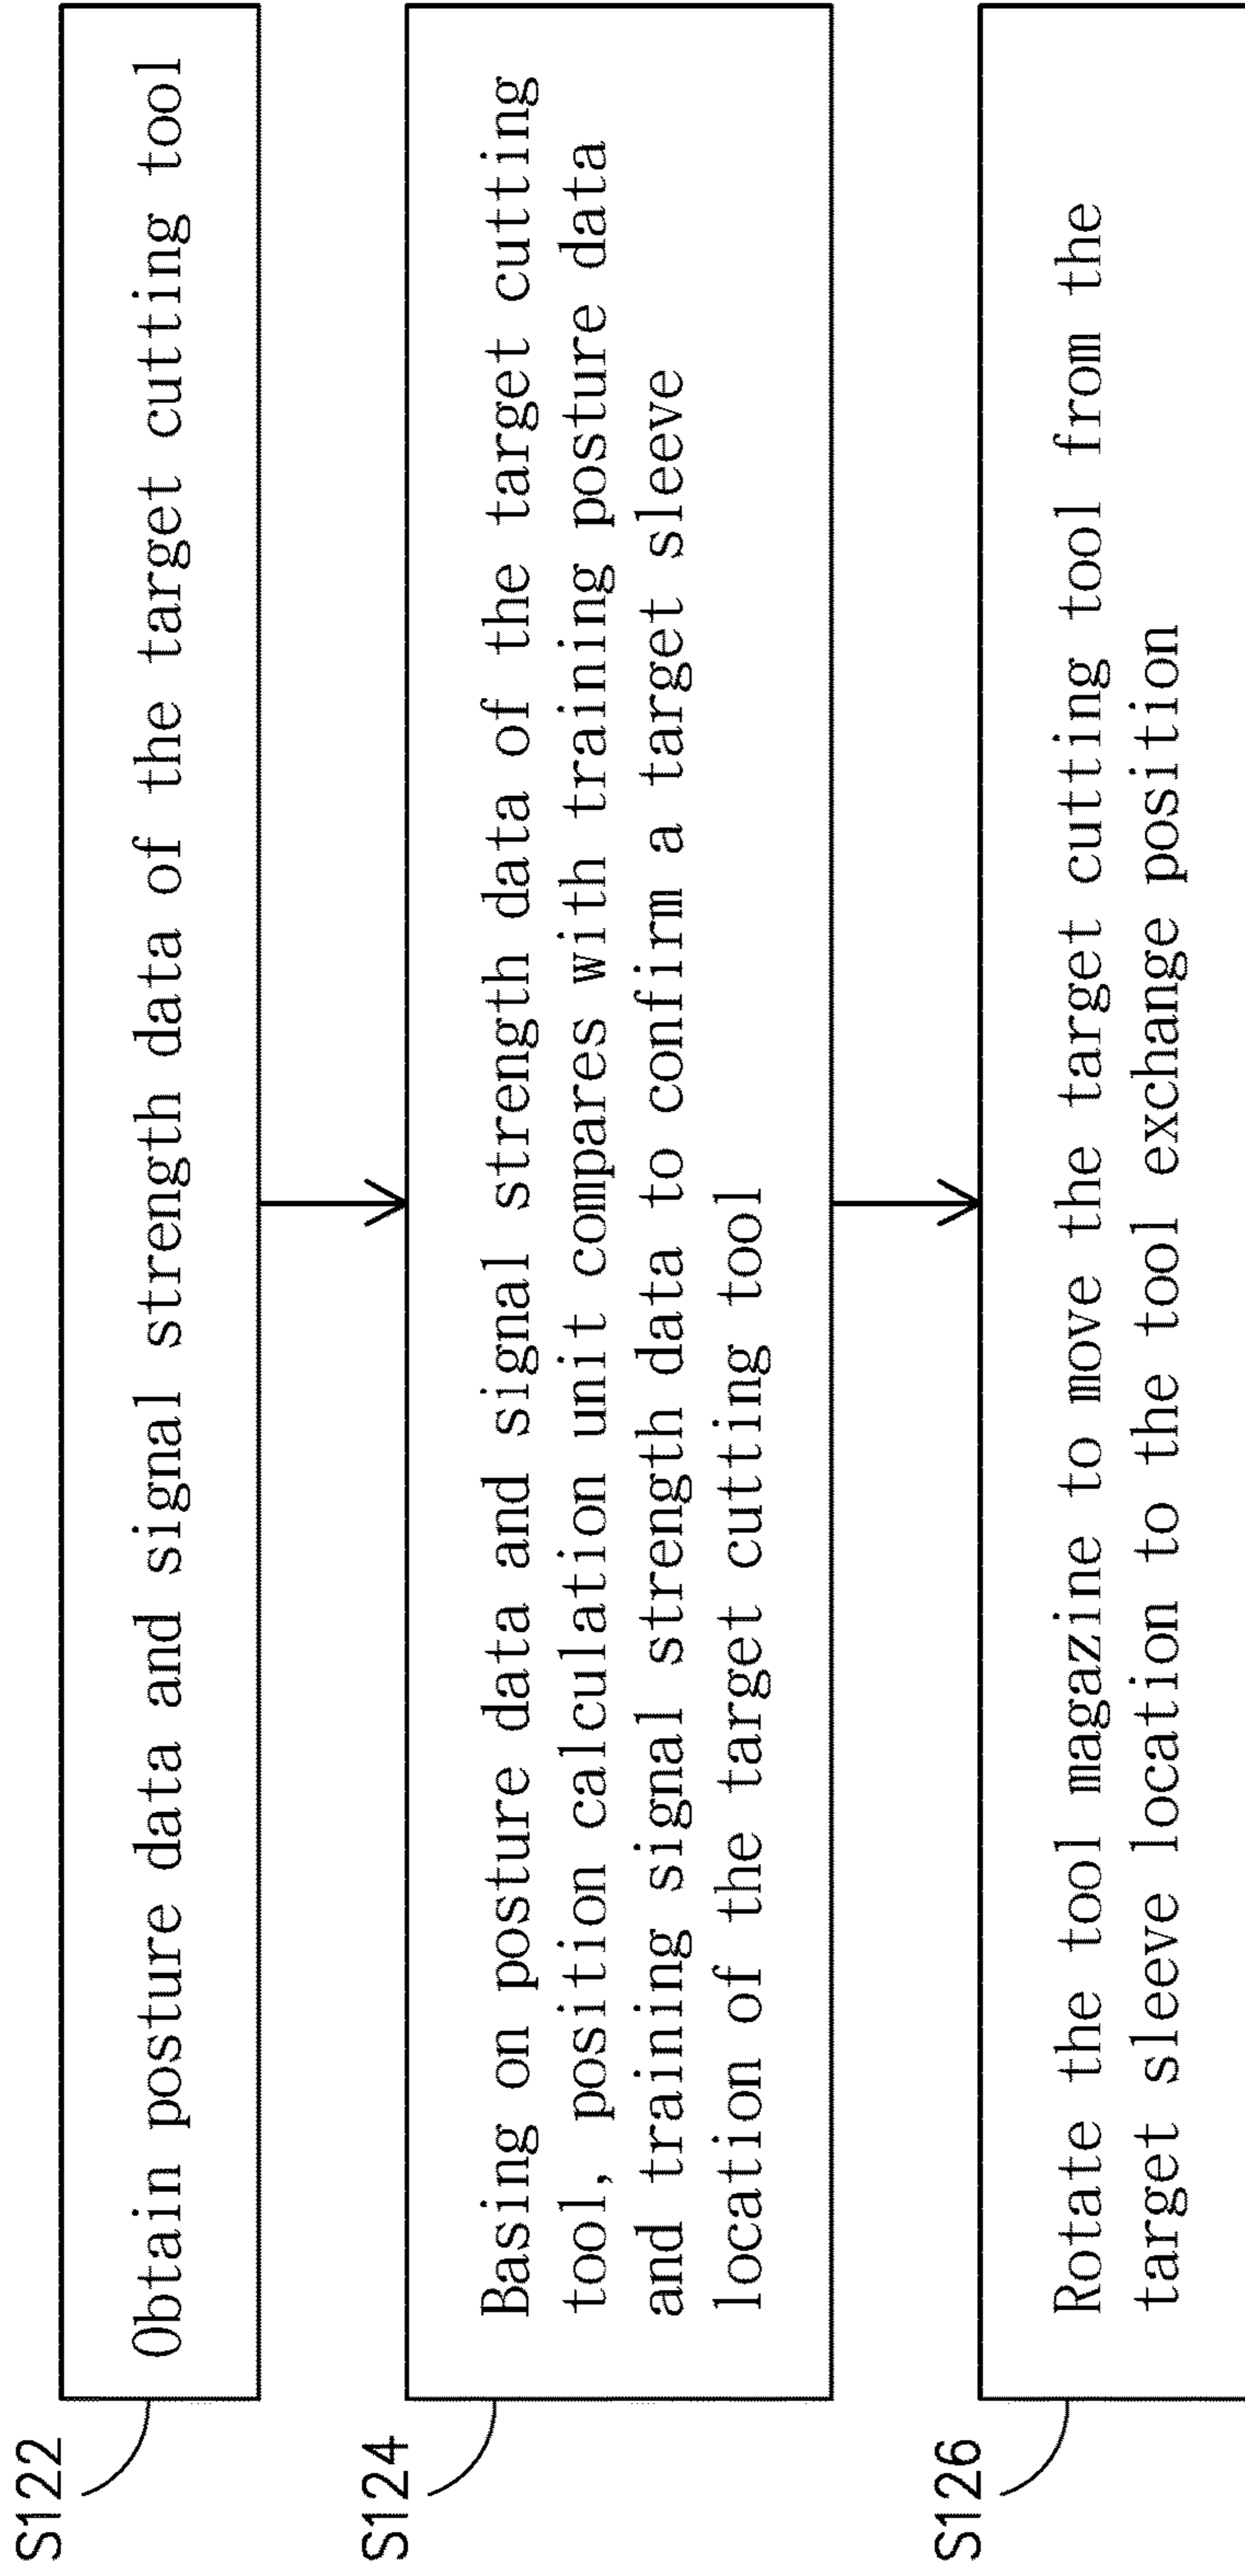 S122
Obtain posture data and signal strength data of the target cutting tool
S124
Basing on posture data and signal strength data of the target cutting
tool, position calculation unit compares with training posture data
and training signal strength data to confirm a target sleeve
location of the target cutting tool
S126
Rotate the tool magazine to move the target cutting tool from the
target sleeve location to the tool exchange position